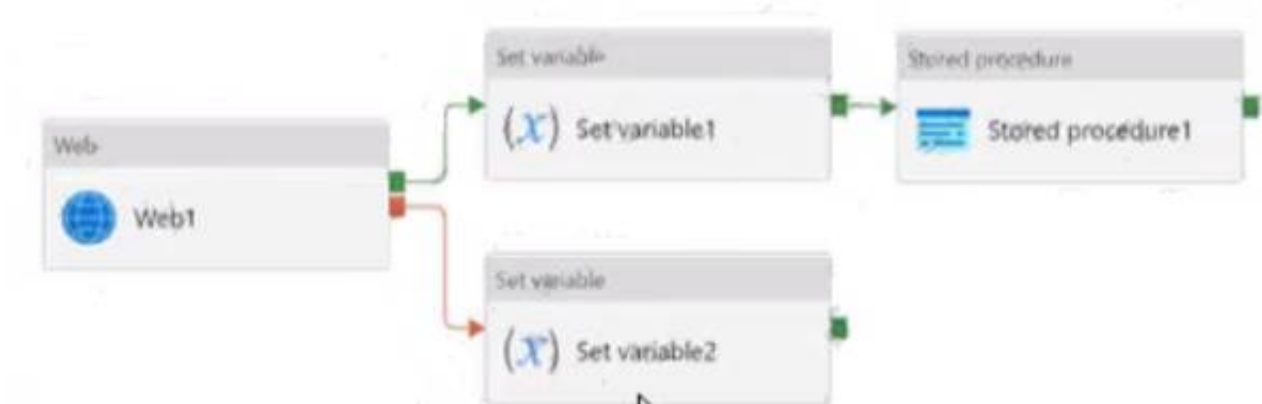 Web
Web1
Set variable
(x) Set variable1
Stored procedure
Stored procedure1
Set variable
(x) Set variable2